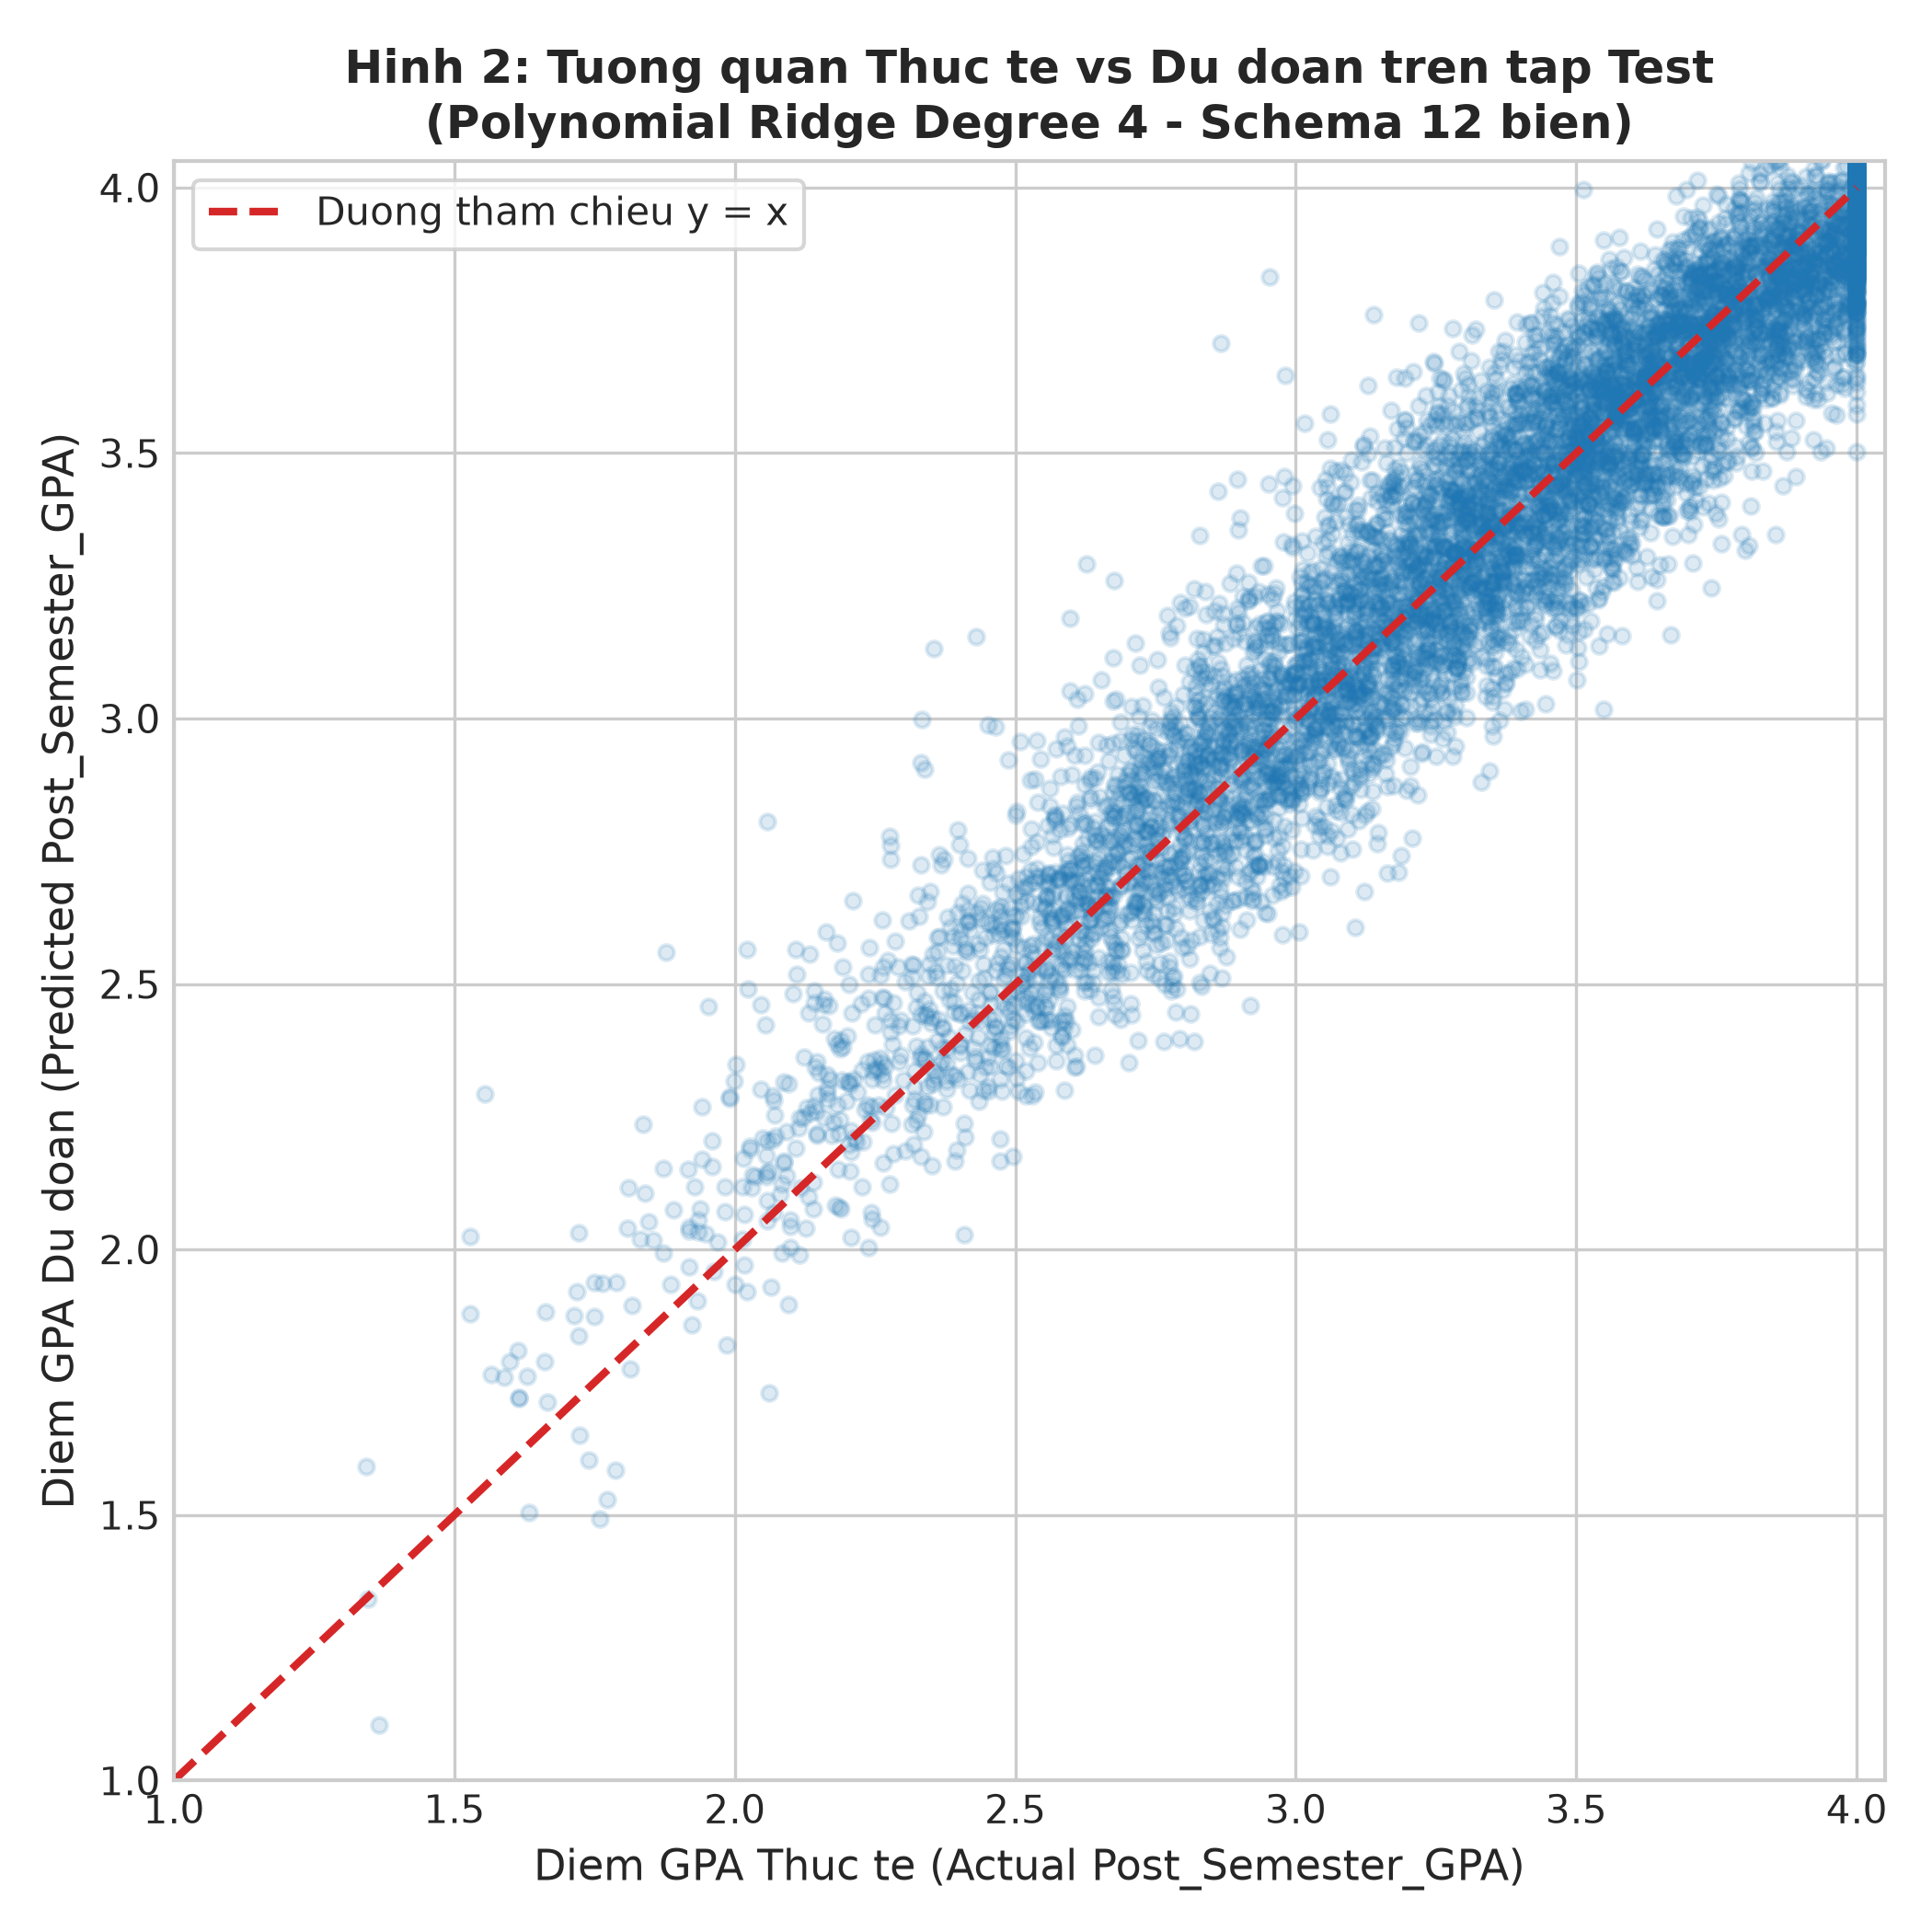 Hinh 2: Tuong quan Thuc te vs Du doan tren tap Test
(Polynomial Ridge Degree 4 - Schema 12 bien)
Duong tham chieu y = x
Diem GPA Du doan (Predicted Post_Semester_GPA)
4.0
3.5
3.0
2.5
2.0
1.5
1.0
1.0 1.5 2.0 2.5 3.0 3.5 4.0
Diem GPA Thuc te (Actual Post_Semester_GPA)